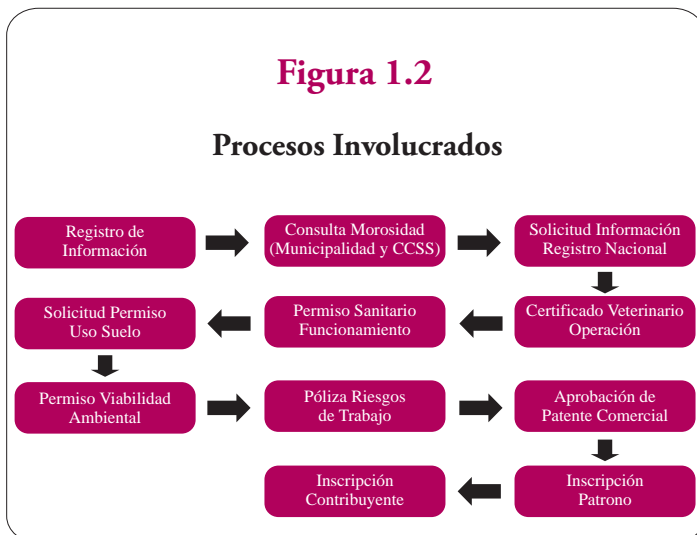 Figura 1.2
Procesos Involucrados
Registro de
Información
Consulta Morosidad
(Municipalidad y CCSS)
Solicitud Información
Registro Nacional
Solicitud Permiso
Uso Suelo
Permiso Sanitario
Funcionamiento
Certificado Veterinario
Operación
Permiso Viabilidad
Ambiental
Póliza Riesgos
de Trabajo
Aprobación de
Patente Comercial
Inscripción
Contribuyente
Inscripción
Patrono